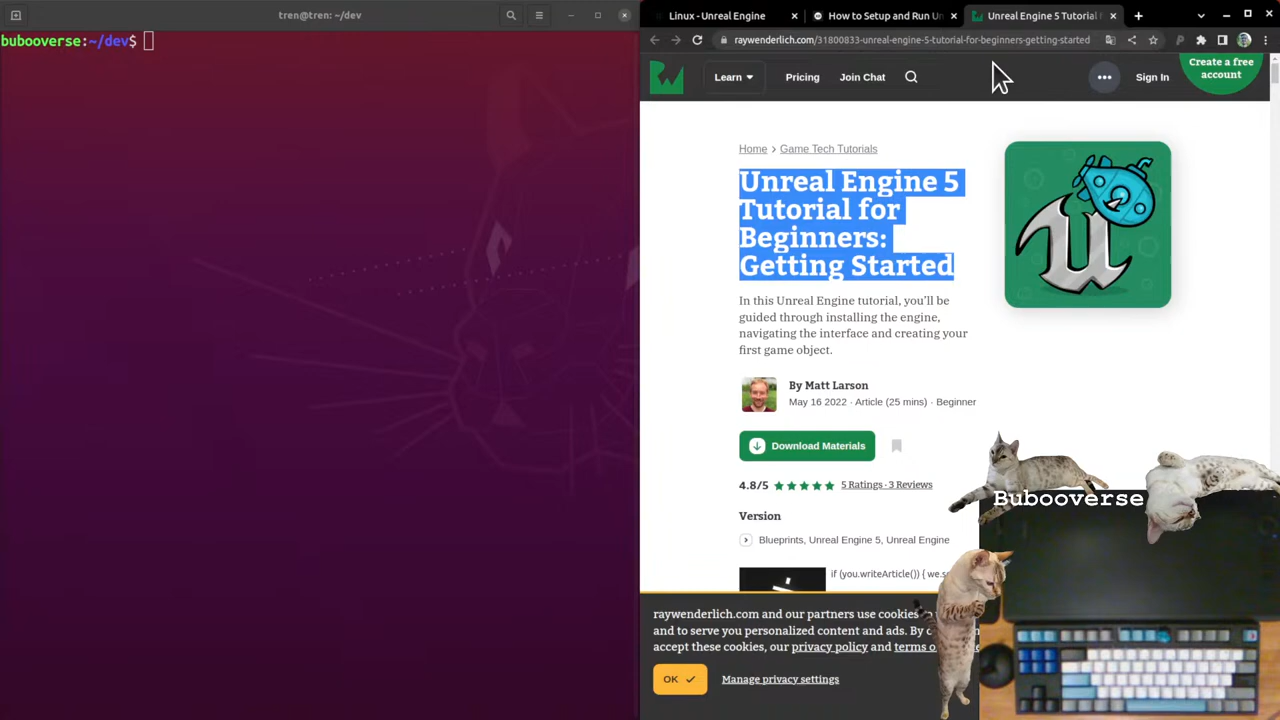 tren@tren: ~/dev
bubooverse:~/dev$
Linux - Unreal Engine
How to Setup and Run Un
Unreal Engine 5 Tutorial f
raywenderlich.com/31800833-unreal-engine-5-tutorial-for-beginners-getting-started
Learn
Pricing
Join Chat
Sign In
Create a free
account
Home > Game Tech Tutorials
Unreal Engine 5
Tutorial for
Beginners:
Getting Started
In this Unreal Engine tutorial, you’ll be
guided through installing the engine,
navigating the interface and creating your
first game object.
By Matt Larson
May 16 2022 · Article (25 mins) · Beginner
Download Materials
4.8/5
5 Ratings · 3 Reviews
Version
Blueprints, Unreal Engine 5, Unreal Engine
if (you.writeArticle()) { we.s
raywenderlich.com and our partners use cookies
and to serve you personalized content and ads. By
accept these cookies, our privacy policy and terms
OK
Manage privacy settings
Bubooverse